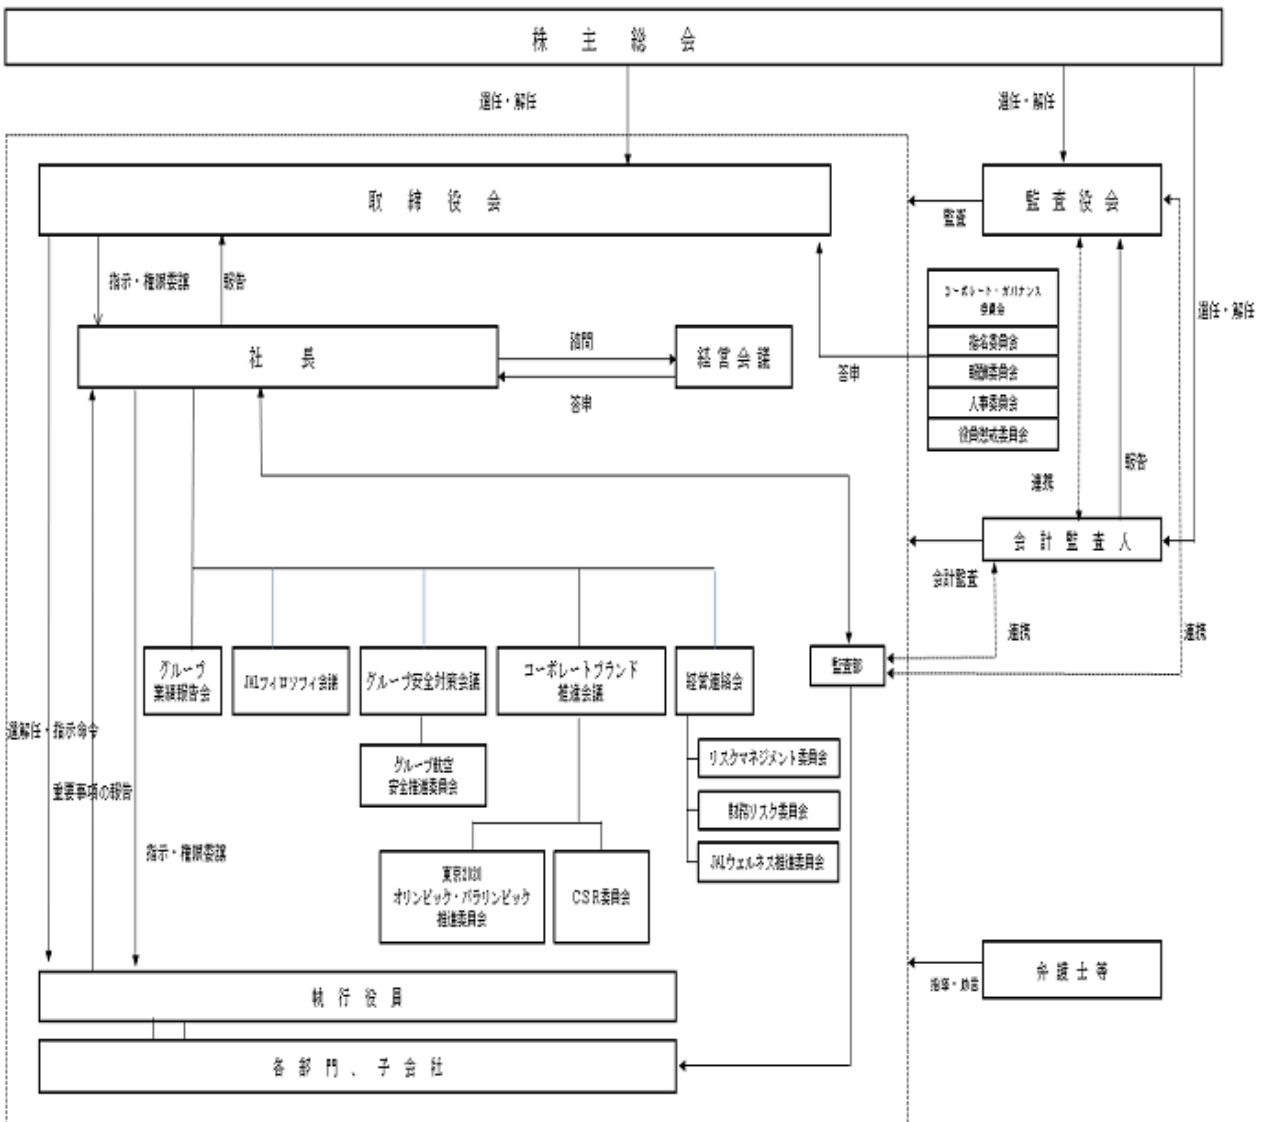 株主総会
選任・解任
選任・解任
取締役会
監査役会
監査
指示・権限委譲
報告
コーポレート・ガバナンス
委員会
指名委員会
報酬委員会
人事委員会
役員懲戒委員会
選任・解任
社長
諮問
経営会議
答申
答申
連携
報告
会計監査人
会計監査
連携
連携
グループ
業績報告会
JALフィロソフィ会議
グループ安全対策会議
コーポレートブランド
推進会議
経営連絡会
監査部
選解任・指示命令
グループ航空
安全推進委員会
リスクマネジメント委員会
重要事項の報告
財務リスク委員会
指示・権限委譲
JALウェルネス推進委員会
東京2020
オリンピック・パラリンピック
推進委員会
CSR委員会
弁護士等
指導・助言
執行役員
各部門、子会社